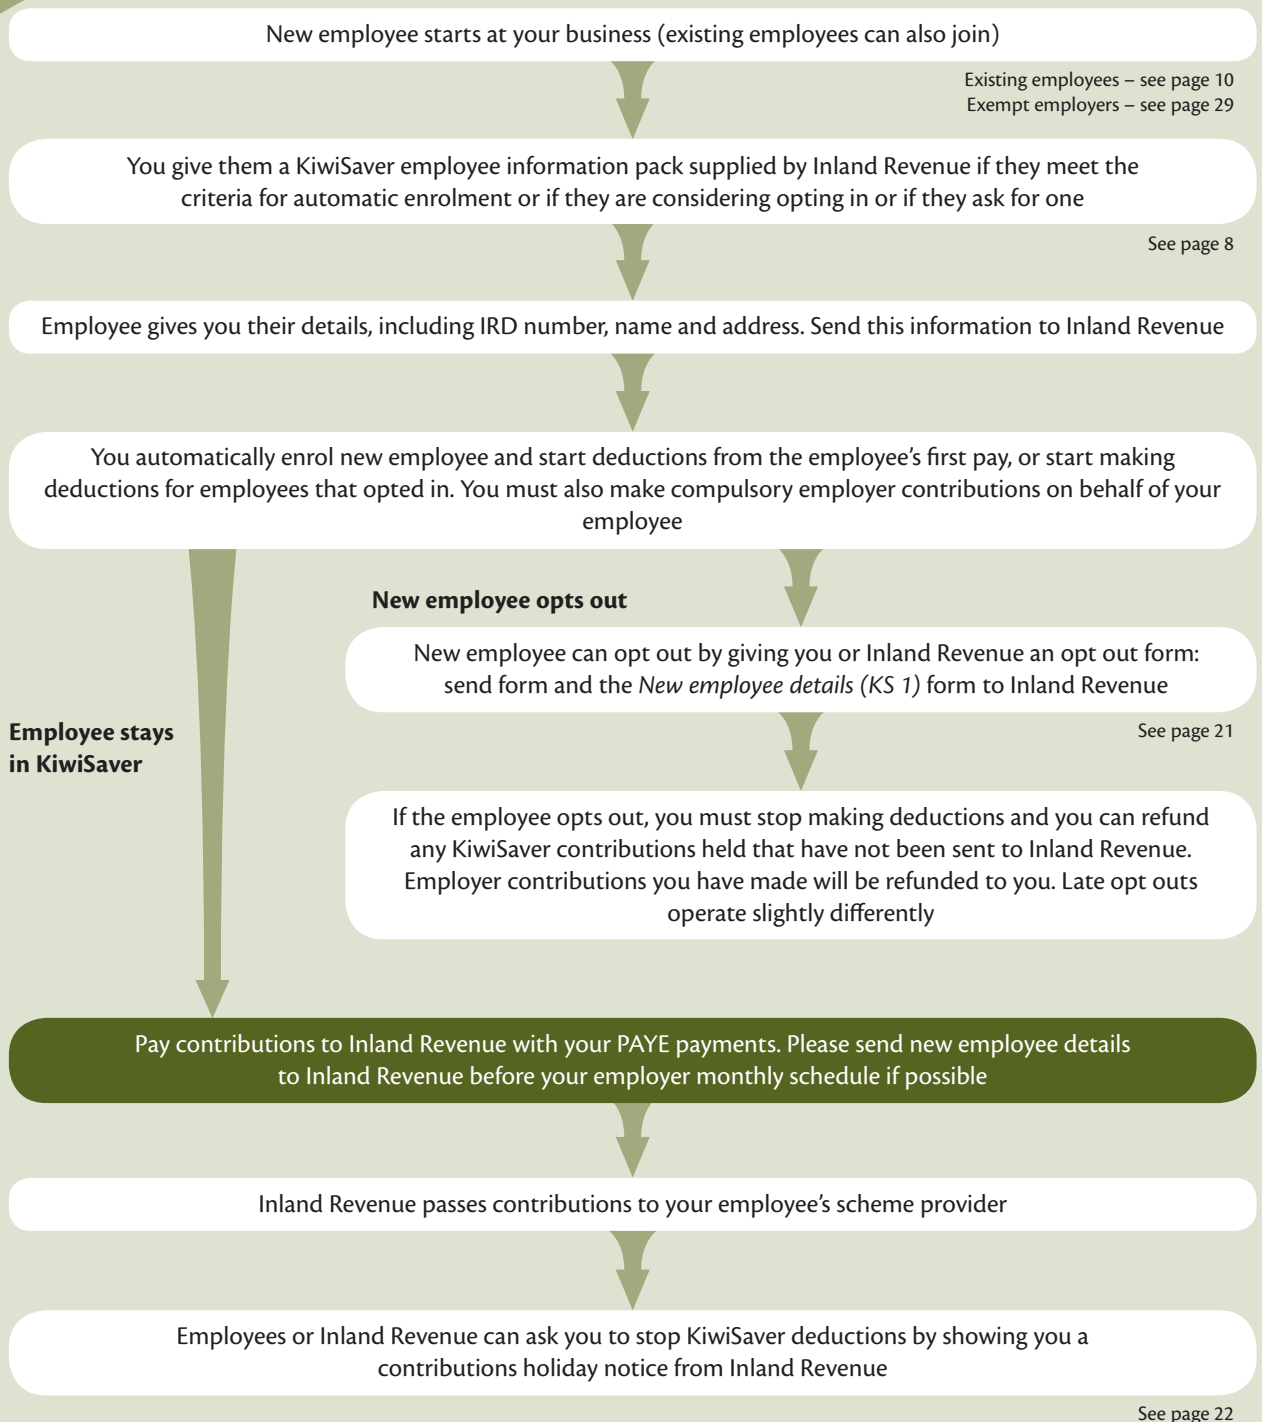 New employee starts at your business (existing employees can also join)
Existing employees – see page 10
Exempt employers – see page 29
You give them a KiwiSaver employee information pack supplied by Inland Revenue if they meet the
criteria for automatic enrolment or if they are considering opting in or if they ask for one
See page 8
Employee gives you their details, including IRD number, name and address. Send this information to Inland Revenue
You automatically enrol new employee and start deductions from the employee’s first pay, or start making
deductions for employees that opted in. You must also make compulsory employer contributions on behalf of your
employee
New employee opts out
New employee can opt out by giving you or Inland Revenue an opt out form:
send form and the New employee details (KS 1) form to Inland Revenue
See page 21
Employee stays
in KiwiSaver
If the employee opts out, you must stop making deductions and you can refund
any KiwiSaver contributions held that have not been sent to Inland Revenue.
Employer contributions you have made will be refunded to you. Late opt outs
operate slightly differently
Pay contributions to Inland Revenue with your PAYE payments. Please send new employee details
to Inland Revenue before your employer monthly schedule if possible
Inland Revenue passes contributions to your employee’s scheme provider
Employees or Inland Revenue can ask you to stop KiwiSaver deductions by showing you a
contributions holiday notice from Inland Revenue
See page 22